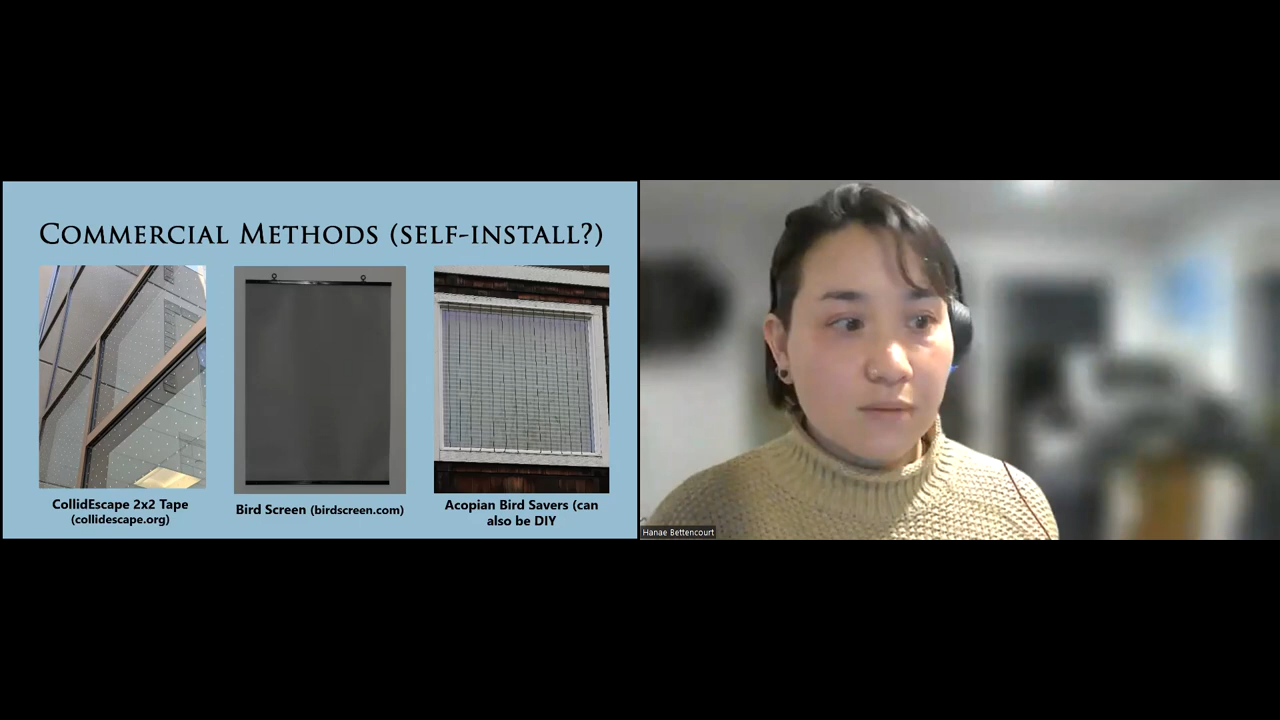 COMMERCIAL METHODS (SELF-INSTALL?)
CollidEscape 2x2 Tape
(collidescape.org)
Bird Screen (birdscreen.com)
Acopian Bird Savers (can
also be DIY
Hanae Bettencourt